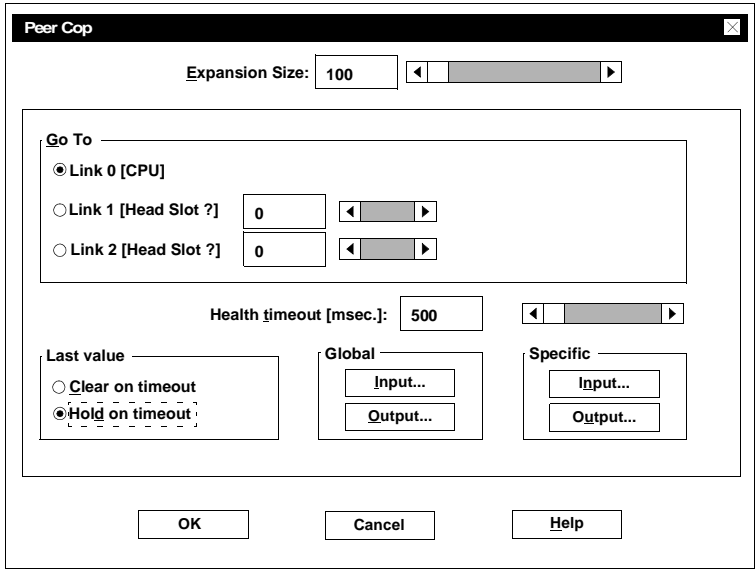 Peer Cop
Expansion Size: 100
Go To
Link 0 [CPU]
Link 1 [Head Slot ?] 0
Link 2 [Head Slot ?] 0
Health timeout [msec.]: 500
Last value
Clear on timeout
Hold on timeout
Global
Input...
Output...
Specific
Input...
Output...
OK Cancel Help